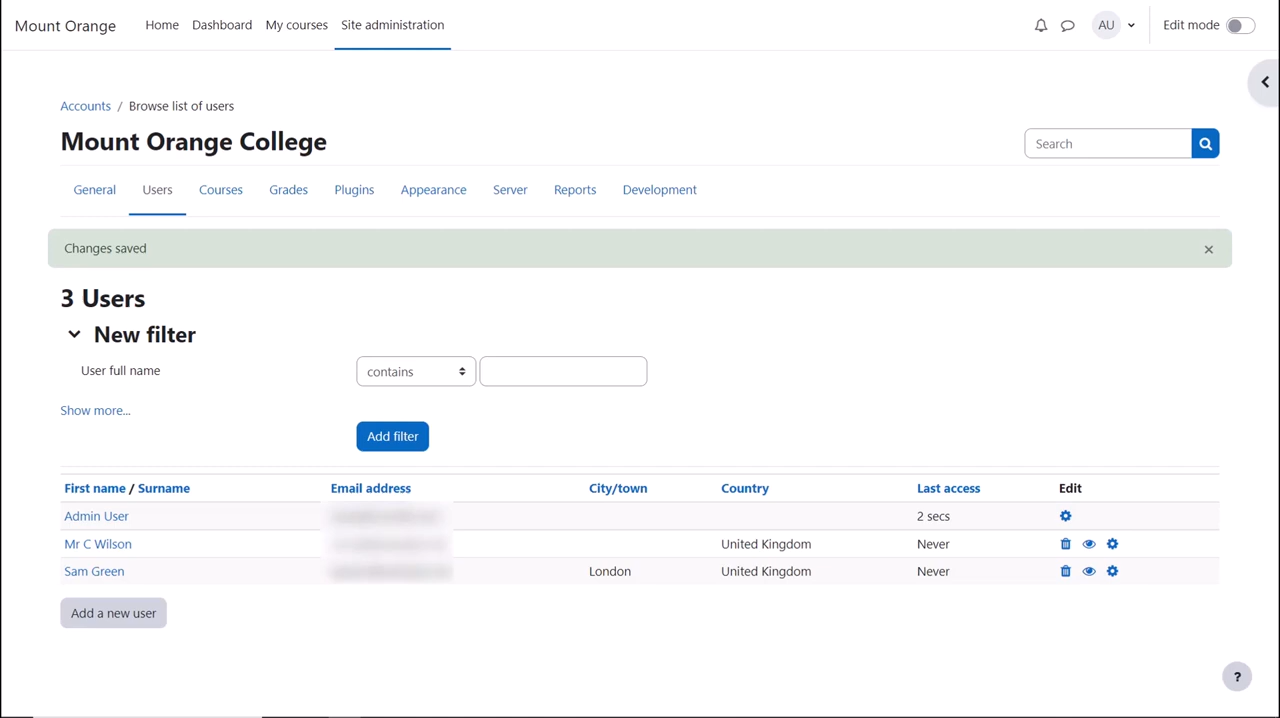 Mount Orange Home Dashboard My courses Site administration AU Edit mode
Accounts / Browse list of users
Mount Orange College Search
General Users Courses Grades Plugins Appearance Server Reports Development
Changes saved ×
3 Users
New filter
User full name contains
Show more...
Add filter
First name / Surname Email address City/town Country Last access Edit
Admin User 2 secs
Mr C Wilson United Kingdom Never
Sam Green London United Kingdom Never
Add a new user
?